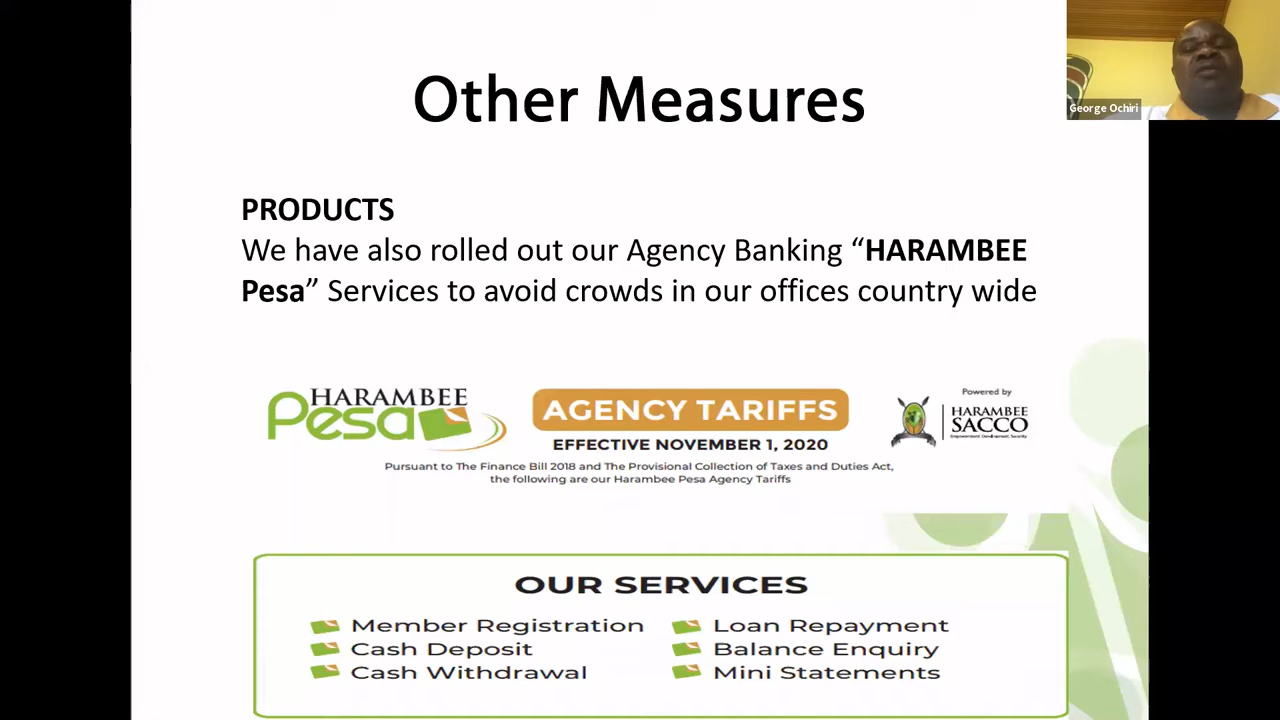 Other Measures
George Ochiri
PRODUCTS
We have also rolled out our Agency Banking “HARAMBEE
Pesa” Services to avoid crowds in our offices country wide
HARAMBEE
Pesa
AGENCY TARIFFS
EFFECTIVE NOVEMBER 1, 2020
Powered by
HARAMBEE
SACCO
Empowerment, Development, Security
Pursuant to The Finance Bill 2018 and The Provisional Collection of Taxes and Duties Act,
the following are our Harambee Pesa Agency Tariffs
OUR SERVICES
Member Registration
Cash Deposit
Cash Withdrawal
Loan Repayment
Balance Enquiry
Mini Statements